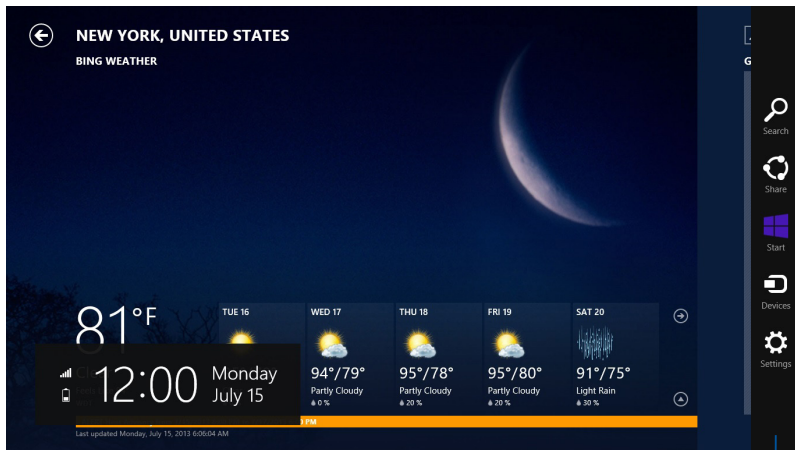 NEW YORK, UNITED STATES
BING WEATHER
G
Search
Share
Start
Devices
Settings
81°F
TUE 16
WED 17
94°/79°
Partly Cloudy
0 %
THU 18
95°/78°
Partly Cloudy
20 %
FRI 19
95°/80°
Partly Cloudy
20 %
SAT 20
91°/75°
Light Rain
30 %
12:00
Monday
July 15
PM
Last updated Monday, July 15, 2013 6:06:04 AM